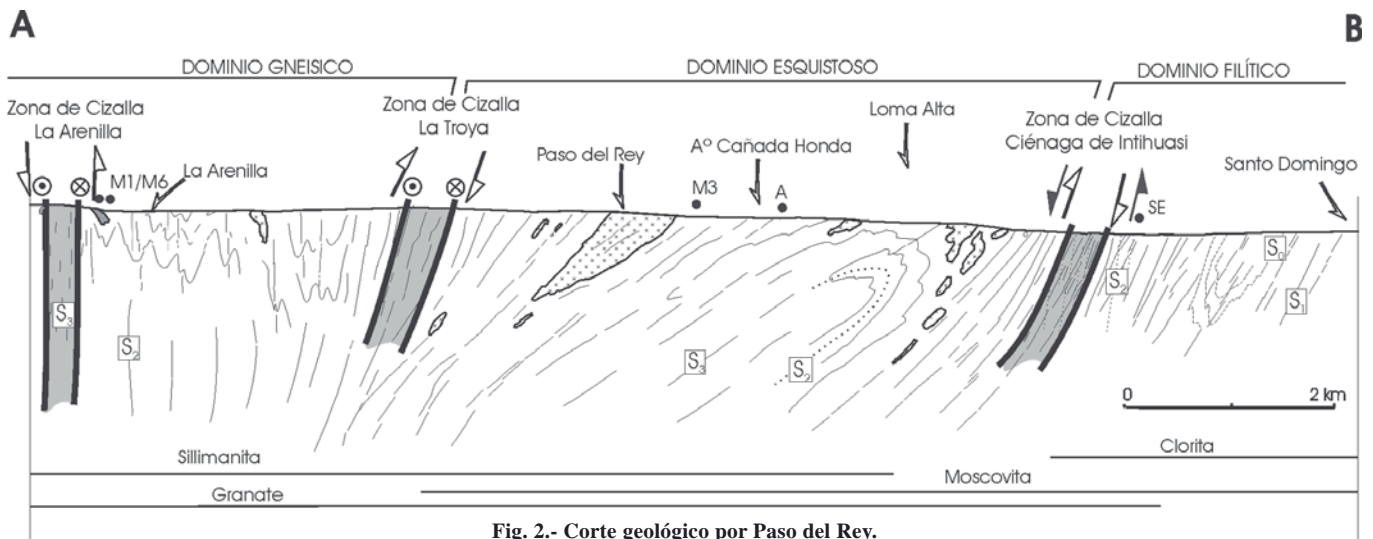 A
B
DOMINIO GNEISICO
DOMINIO ESQUISTOSO
DOMINIO FILÍTICO
Zona de Cizalla
La Arenilla
Zona de Cizalla
La Troya
Loma Alta
Zona de Cizalla
Ciénaga de Intihuasi
Paso del Rey
Aº Cañada Honda
Santo Domingo
M1/M6
La Arenilla
M3
A
SE
S₃
S₂
S₃
S₂
S₂
S₀
S₁
0
2 km
Sillimanita
Clorita
Moscovita
Granate
Fig. 2.- Corte geológico por Paso del Rey.